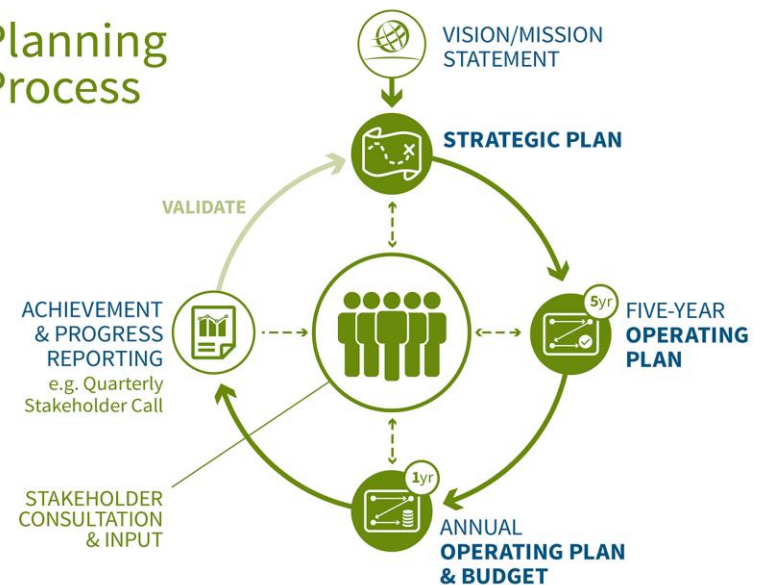 Planning
Process
VISION/MISSION
STATEMENT
STRATEGIC PLAN
VALIDATE
5yr
FIVE-YEAR
OPERATING
PLAN
ACHIEVEMENT
& PROGRESS
REPORTING
e.g. Quarterly
Stakeholder Call
1yr
STAKEHOLDER
CONSULTATION
& INPUT
ANNUAL
OPERATING PLAN
& BUDGET